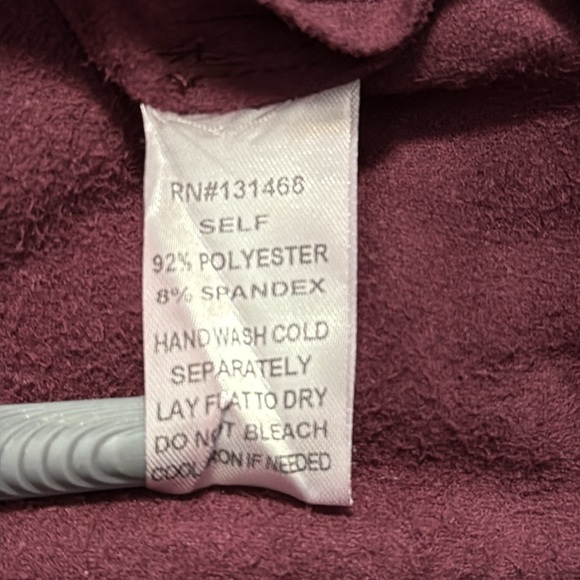 RN#131468
SELF
92% POLYESTER
8% SPANDEX
HAND WASH COLD
SEPARATELY
LAY FLAT TO DRY
DO NOT BLEACH
COOL IRON IF NEEDED